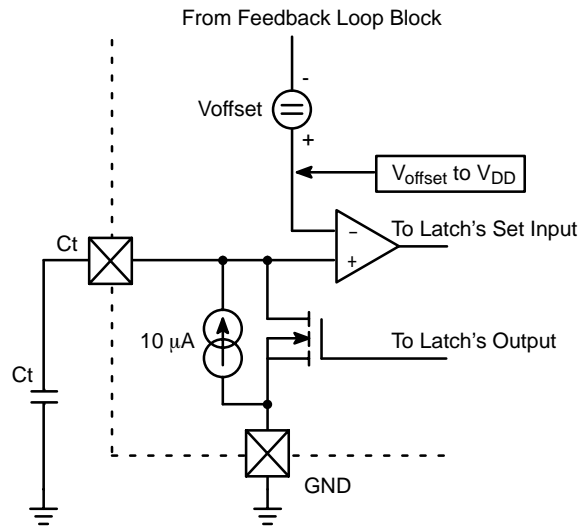 From Feedback Loop Block
-
Voffset
+
Voffset to VDD
Ct
−
To Latch's Set Input
+
10 μA
To Latch's Output
Ct
GND